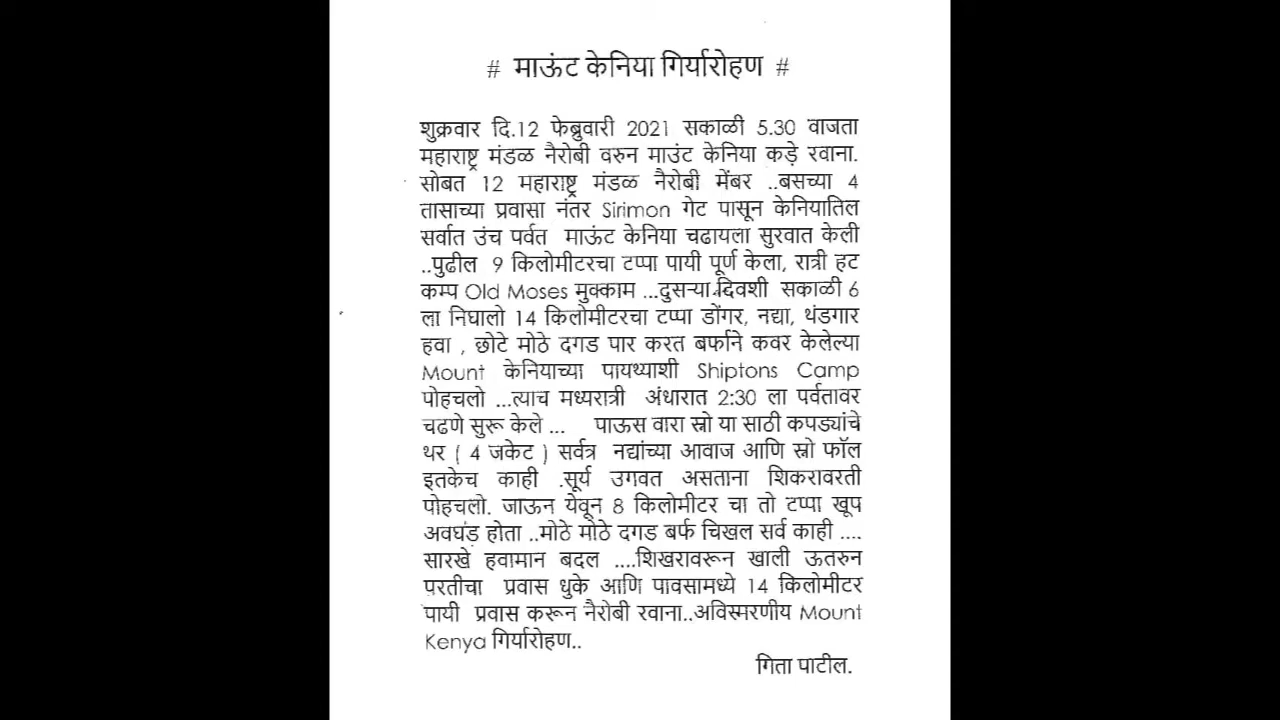 # माऊंट केनिया गिर्यारोहण #
शुक्रवार दि.12 फेब्रुवारी 2021 सकाळी 5.30 वाजता
महाराष्ट्र मंडळ नैरोबी वरुन माउंट केनिया कडे रवाना.
सोबत 12 महाराष्ट्र मंडळ नैरोबी मेंबर ..बसच्या 4
तासाच्या प्रवासा नंतर Sirimon गेट पासून केनियातिल
सर्वात उंच पर्वत माऊंट केनिया चढायला सुरवात केली
..पुढील 9 किलोमीटरचा टप्पा पायी पूर्ण केला, रात्री हट
कम्प Old Moses मुक्काम ...दुसऱ्या दिवशी सकाळी 6
ला निघालो 14 किलोमीटरचा टप्पा डोंगर, नद्या, थंडगार
हवा , छोटे मोठे दगड पार करत बर्फाने कवर केलेल्या
Mount केनियाच्या पायथ्याशी Shiptons Camp
पोहचलो ...त्याच मध्यरात्री अंधारात 2:30 ला पर्वतावर
चढणे सुरू केले ... पाऊस वारा स्नो या साठी कपड्यांचे
थर ( 4 जकेट ) सर्वत्र नद्यांच्या आवाज आणि स्नो फॉल
इतकेच काही .सूर्य उगवत असताना शिकरावरती
पोहचलो. जाऊन येवून 8 किलोमीटर चा तो टप्पा खूप
अवघंड होता ..मोठे मोठे दगड बर्फ चिखल सर्व काही ....
सारखे हवामान बदल ....शिखरावरून खाली ऊतरुन
परतीचा प्रवास धुके आणि पावसामध्ये 14 किलोमीटर
पायी प्रवास करून नैरोबी रवाना..अविस्मरणीय Mount
Kenya गिर्यारोहण..
गिता पाटील.